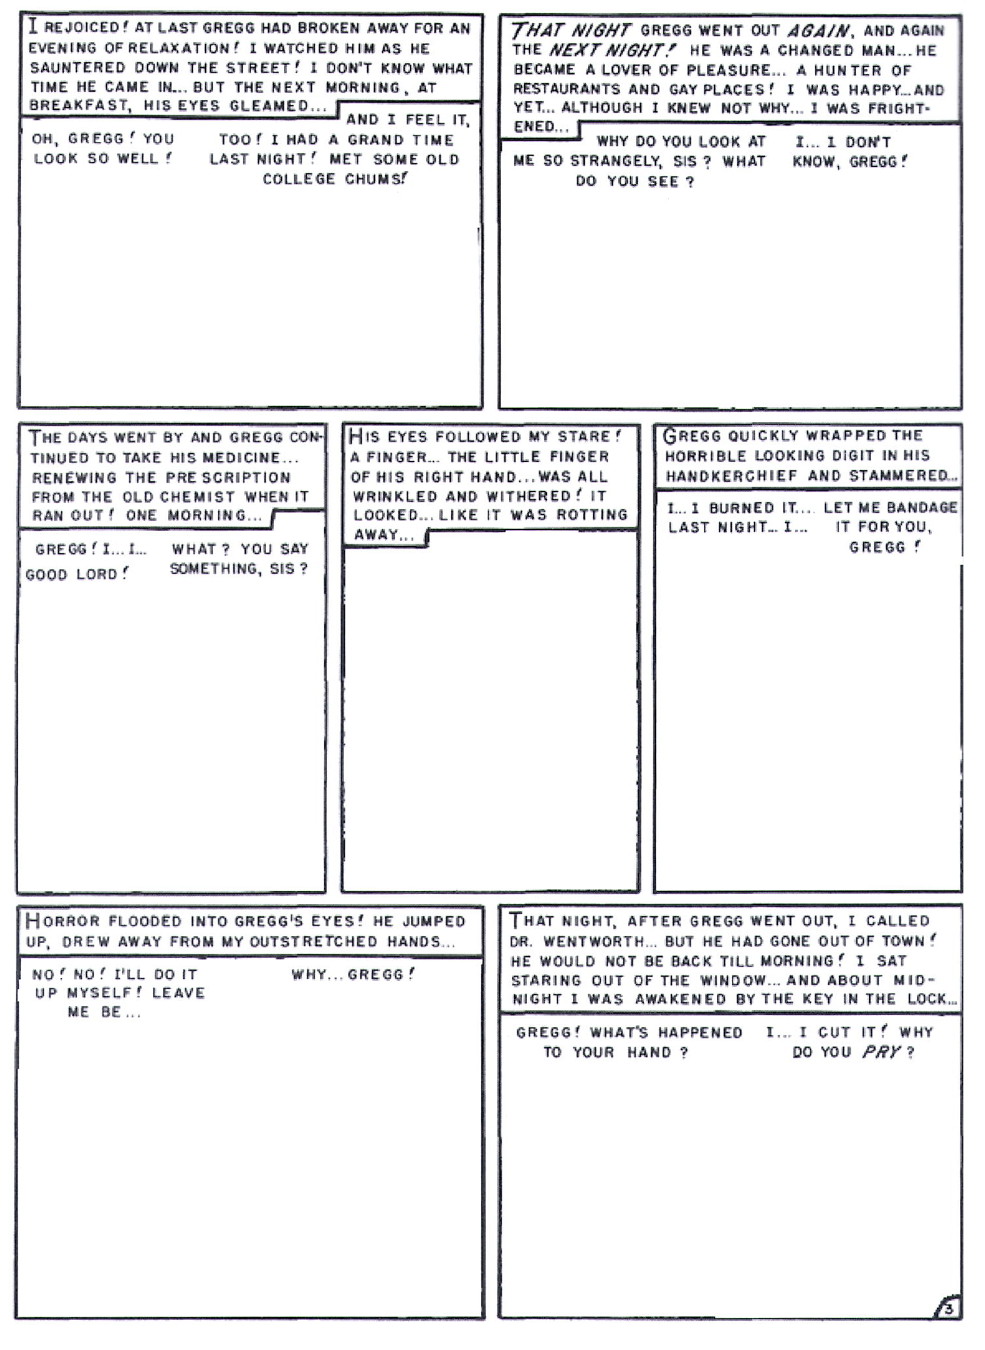 I REJOICED! AT LAST GREGG HAD BROKEN AWAY FOR AN
EVENING OF RELAXATION! I WATCHED HIM AS HE
SAUNTERED DOWN THE STREET! I DON'T KNOW WHAT
TIME HE CAME IN... BUT THE NEXT MORNING, AT
BREAKFAST, HIS EYES GLEAMED...
OH, GREGG! YOU
LOOK SO WELL!
AND I FEEL IT,
TOO! I HAD A GRAND TIME
LAST NIGHT! MET SOME OLD
COLLEGE CHUMS!
THAT NIGHT GREGG WENT OUT AGAIN, AND AGAIN
THE NEXT NIGHT! HE WAS A CHANGED MAN... HE
BECAME A LOVER OF PLEASURE... A HUNTER OF
RESTAURANTS AND GAY PLACES! I WAS HAPPY...AND
YET... ALTHOUGH I KNEW NOT WHY... I WAS FRIGHT-
ENED...
WHY DO YOU LOOK AT
ME SO STRANGELY, SIS? WHAT
DO YOU SEE?
I... I DON'T
KNOW, GREGG!
THE DAYS WENT BY AND GREGG CON-
TINUED TO TAKE HIS MEDICINE...
RENEWING THE PRESCRIPTION
FROM THE OLD CHEMIST WHEN IT
RAN OUT! ONE MORNING...
GREGG! I... I...
GOOD LORD!
WHAT? YOU SAY
SOMETHING, SIS?
HIS EYES FOLLOWED MY STARE!
A FINGER... THE LITTLE FINGER
OF HIS RIGHT HAND... WAS ALL
WRINKLED AND WITHERED! IT
LOOKED... LIKE IT WAS ROTTING
AWAY...
GREGG QUICKLY WRAPPED THE
HORRIBLE LOOKING DIGIT IN HIS
HANDKERCHIEF AND STAMMERED...
I... I BURNED IT...
LAST NIGHT... I...
LET ME BANDAGE
IT FOR YOU,
GREGG!
HORROR FLOODED INTO GREGG'S EYES! HE JUMPED
UP, DREW AWAY FROM MY OUTSTRETCHED HANDS...
NO! NO! I'LL DO IT
UP MYSELF! LEAVE
ME BE...
WHY... GREGG!
THAT NIGHT, AFTER GREGG WENT OUT, I CALLED
DR. WENTWORTH... BUT HE HAD GONE OUT OF TOWN!
HE WOULD NOT BE BACK TILL MORNING! I SAT
STARING OUT OF THE WINDOW... AND ABOUT MID-
NIGHT I WAS AWAKENED BY THE KEY IN THE LOCK...
GREGG! WHAT'S HAPPENED
TO YOUR HAND?
I... I CUT IT! WHY
DO YOU PRY?
3